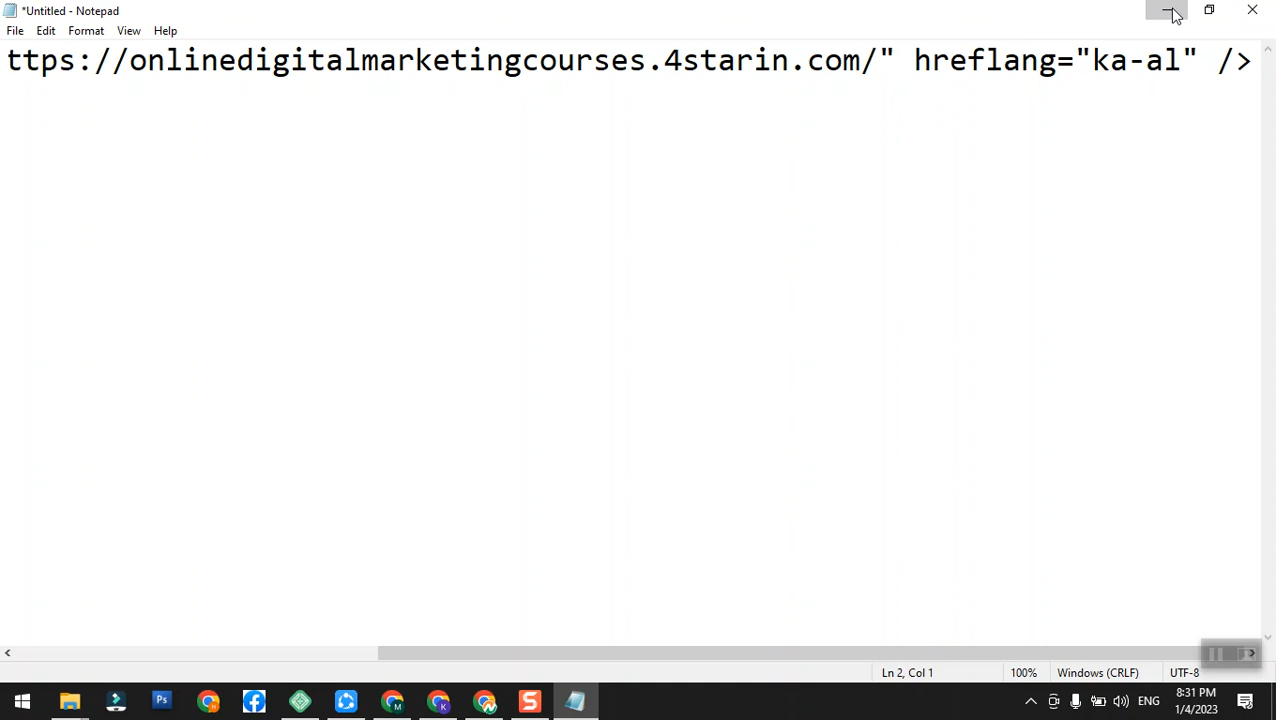 *Untitled - Notepad
File Edit Format View Help
ttps://onlinedigitalmarketingcourses.4starin.com/" hreflang="ka-al" />
Ln 2, Col 1 100% Windows (CRLF) UTF-8
Ps H M K S ENG
8:31 PM
1/4/2023